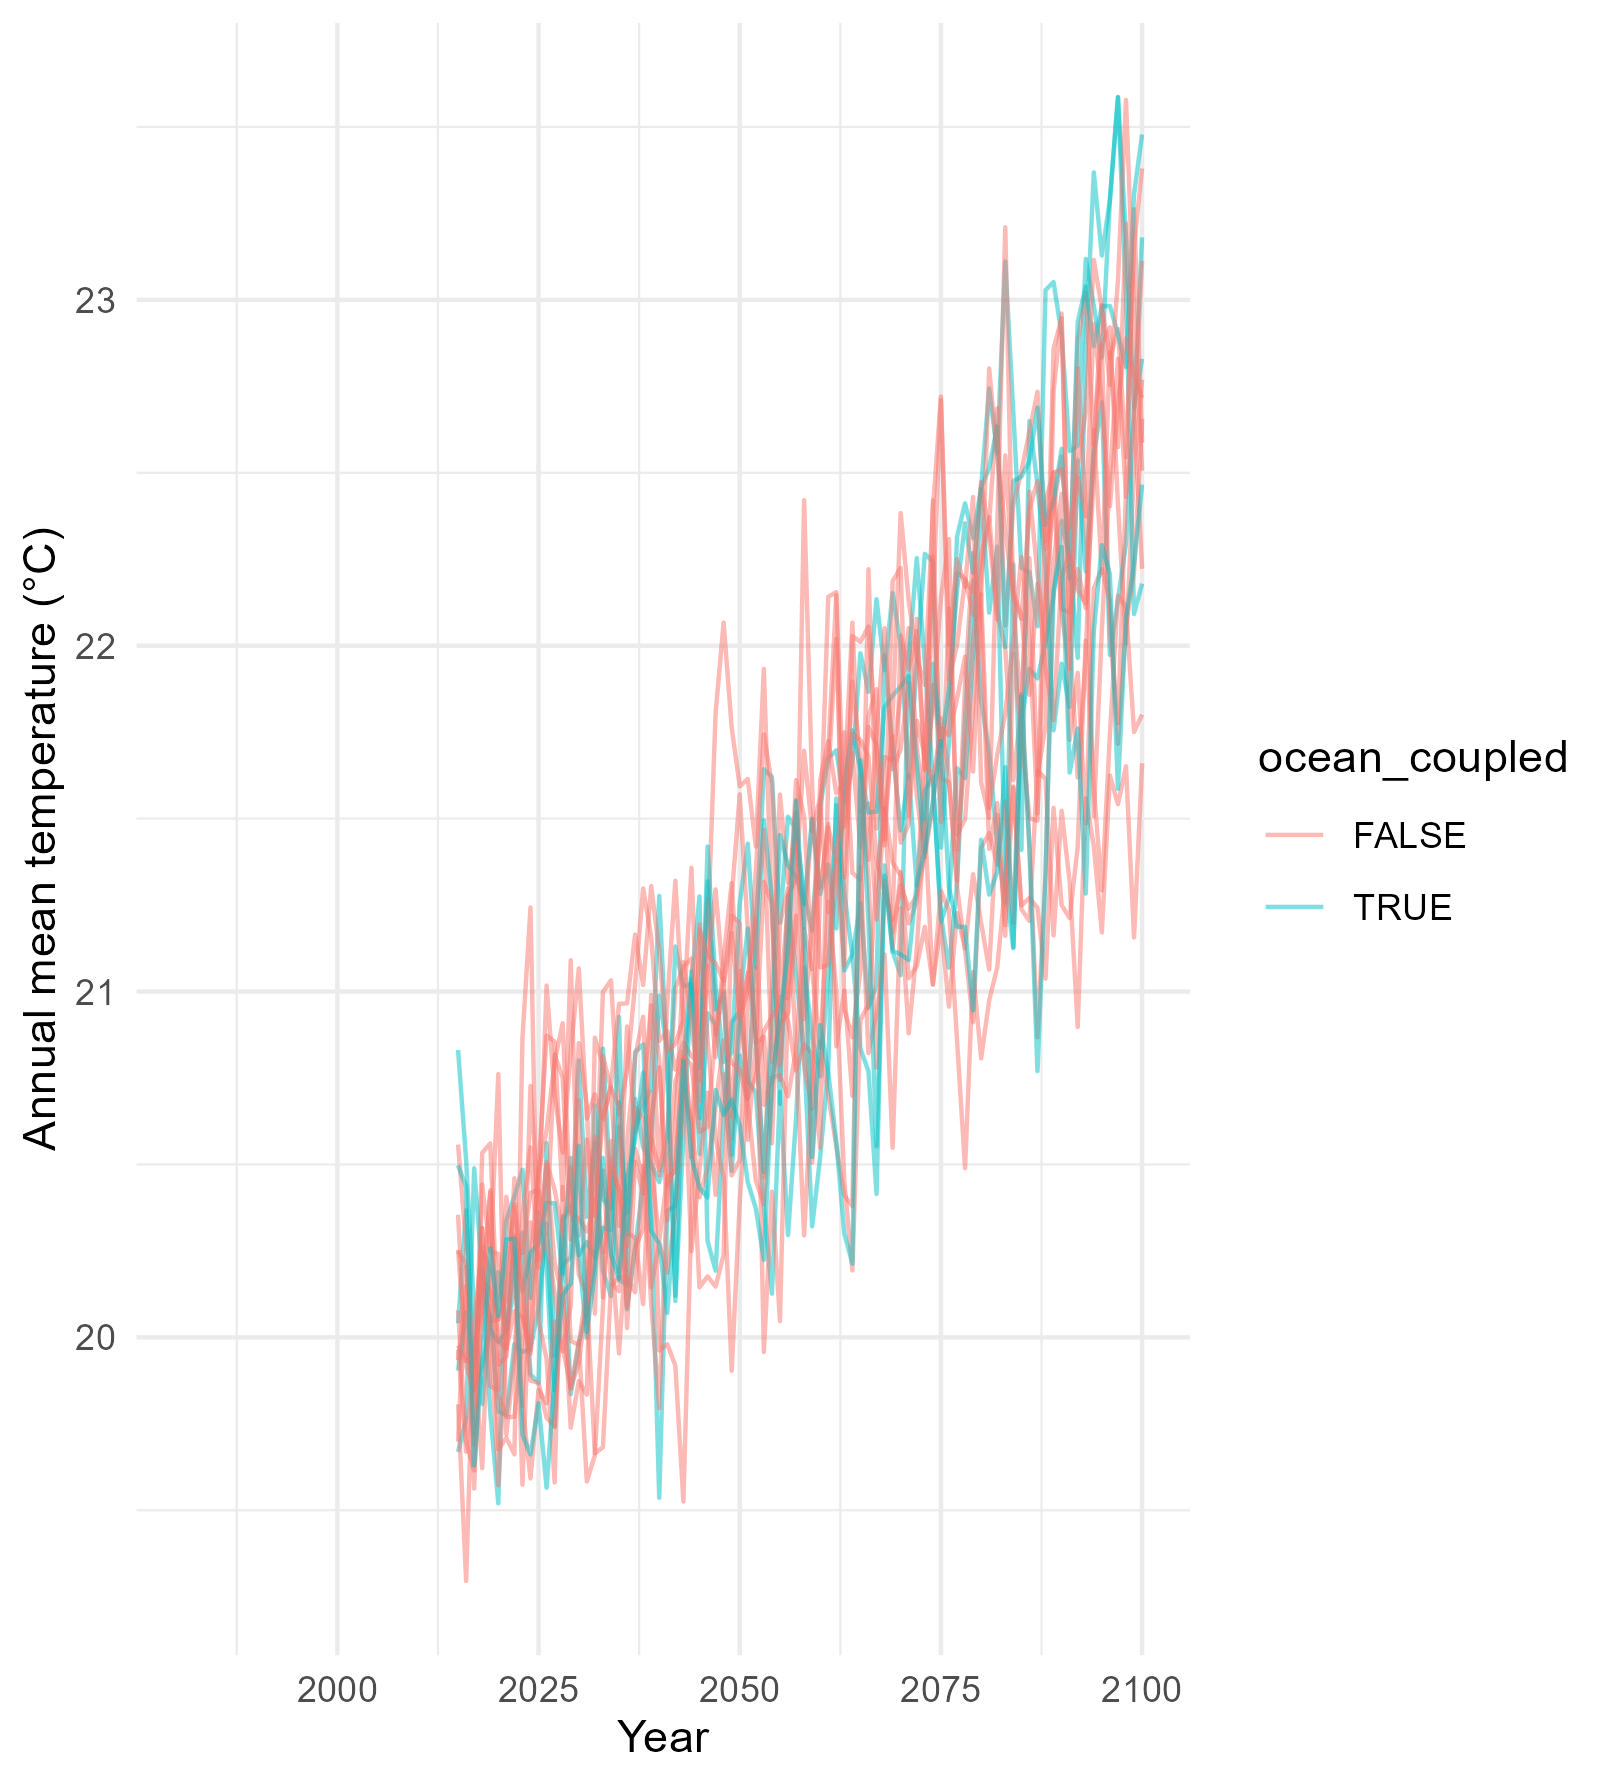 23
22
21
20
Annual mean temperature (°C)
2000 2025 2050 2075 2100
Year
ocean_coupled
FALSE
TRUE